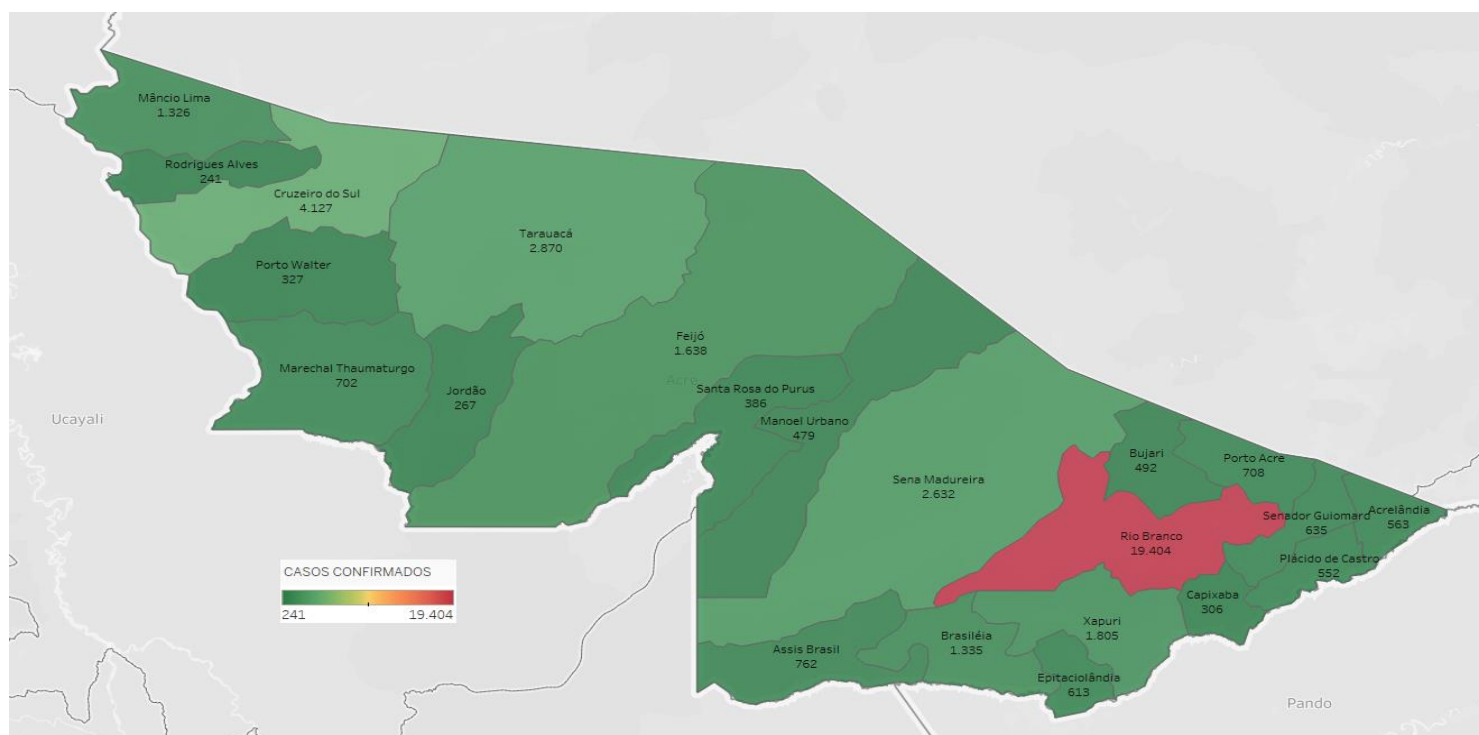 Mâncio Lima
1.326
Rodrigues Alves
241
Cruzeiro do Sul
4.127
Tarauacá
2.870
Porto Walter
327
Feijó
1.638
Marechal Thaumaturgo
702
Jordão
267
Acre
Santa Rosa do Purus
386
Manoel Urbano
479
Ucayali
Sena Madureira
2.632
Bujari
492
Porto Acre
708
Senador Guiomard
635
Acrelândia
563
Rio Branco
19.404
Plácido de Castro
552
Capixaba
306
Xapuri
1.805
Brasiléia
1.335
Assis Brasil
762
Epitaciolândia
613
Pando
CASOS CONFIRMADOS
241 19.404